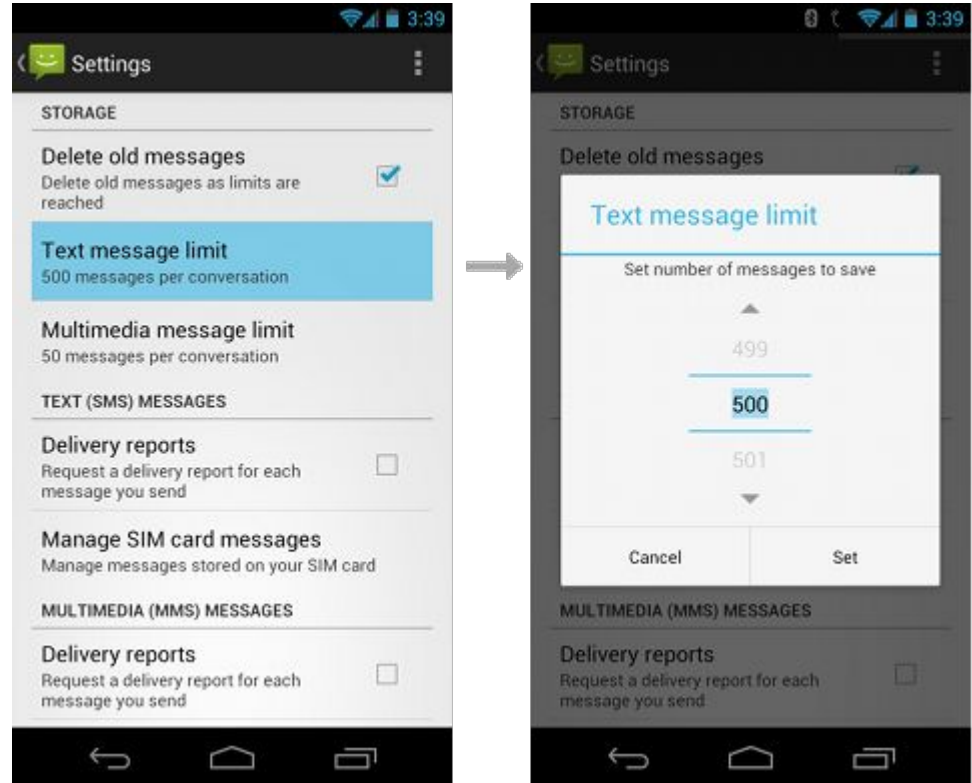 3:39
Settings
STORAGE
Delete old messages
Delete old messages as limits are
reached
Text message limit
500 messages per conversation
Multimedia message limit
50 messages per conversation
TEXT (SMS) MESSAGES
Delivery reports
Request a delivery report for each
message you send
Manage SIM card messages
Manage messages stored on your SIM card
MULTIMEDIA (MMS) MESSAGES
Delivery reports
Request a delivery report for each
message you send
3:39
Settings
STORAGE
Delete old messages
Text message limit
Set number of messages to save
499
500
501
Cancel
Set
MULTIMEDIA (MMS) MESSAGES
Delivery reports
Request a delivery report for each
message you send